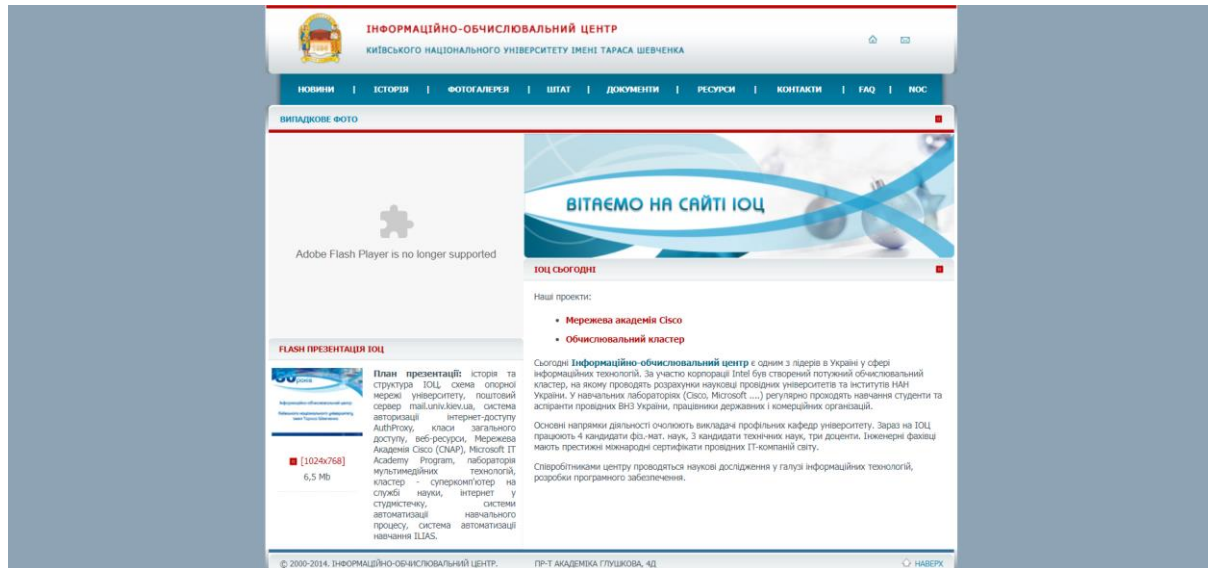 ІНФОРМАЦІЙНО-ОБЧИСЛЮВАЛЬНИЙ ЦЕНТР
КИЇВСЬКОГО НАЦІОНАЛЬНОГО УНІВЕРСИТЕТУ ІМЕНІ ТАРАСА ШЕВЧЕНКА
НОВИНИ | ІСТОРІЯ | ФОТОГАЛЕРЕЯ | ШТАТ | ДОКУМЕНТИ | РЕСУРСИ | КОНТАКТИ | FAQ | NOC
ВИПАДКОВЕ ФОТО
Adobe Flash Player is no longer supported
ВІТАЄМО НА САЙТІ ІОЦ
ІОЦ СЬОГОДНІ
Наші проекти:
• Мережева академія Cisco
• Обчислювальний кластер
Сьогодні Інформаційно-обчислювальний центр є одним з лідерів в Україні у сфері
інформаційних технологій. За участю корпорації Intel був створений потужний обчислювальний
кластер, на якому проводять розрахунки науковці провідних університетів та інститутів НАН
України. У навчальних лабораторіях (Cisco, Microsoft ....) регулярно проходять навчання студенти та
аспіранти провідних ВНЗ України, працівники державних і комерційних організацій.
Основні напрямки діяльності очолюють викладачі профільних кафедр університету. Зараз на ІОЦ
працюють 4 кандидати фіз.-мат. наук, 3 кандидати технічних наук, три доценти. Інженерні фахівці
мають престижні міжнародні сертифікати провідних ІТ-компаній світу.
Співробітниками центру проводяться наукові дослідження у галузі інформаційних технологій,
розробки програмного забезпечення.
FLASH ПРЕЗЕНТАЦІЯ ІОЦ
[1024x768]
6,5 Mb
План презентації: історія та
структура ІОЦ, схема опорної
мережі університету, поштовий
сервер mail.univ.kiev.ua, система
авторизації інтернет-доступу
AuthProxy, класи загального
доступу, веб-ресурси, Мережева
Академія Cisco (CNAP), Microsoft IT
Academy Program, лабораторія
мультимедійних технологій,
кластер - суперкомп'ютер на
службі науки, інтернет у
студмістечку, системи
автоматизації навчального
процесу, система автоматизації
навчання ILIAS.
© 2000-2014. ІНФОРМАЦІЙНО-ОБЧИСЛЮВАЛЬНИЙ ЦЕНТР. ПР-Т АКАДЕМІКА ГЛУШКОВА, 4Д НАВЕРХ